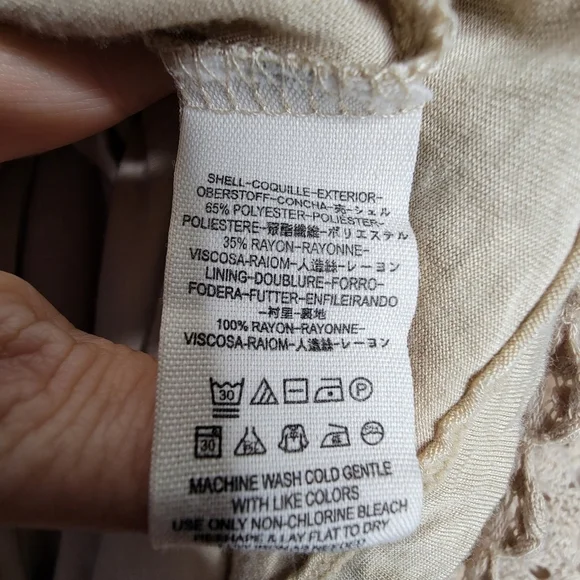 SHELL-COQUILLE-EXTERIOR-
OBERSTOFF-CONCHA-壳-シェル
65% POLYESTER-POLIESTER-
POLIESTERE-聚酯纖維-ポリエステル
35% RAYON-RAYONNE-
VISCOSA-RAIOM-人造絲-レーヨン
LINING-DOUBLURE-FORRO-
FODERA-FUTTER-ENFILEIRANDO
-衬里-裏地
100% RAYON-RAYONNE-
VISCOSA-RAIOM-人造絲-レーヨン
30 P
30
MACHINE WASH COLD GENTLE
WITH LIKE COLORS
USE ONLY NON-CHLORINE BLEACH
RESHAPE & LAY FLAT TO DRY